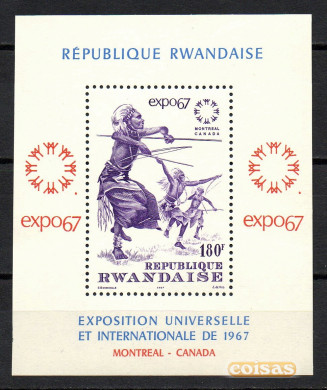 RÉPUBLIQUE RWANDAISE
expo67
MONTREAL
CANADA
expo67
expo67
180F
REPUBLIQUE
RWANDAISE
1967
EXPOSITION UNIVERSELLE
ET INTERNATIONALE DE 1967
MONTREAL - CANADA
coisas